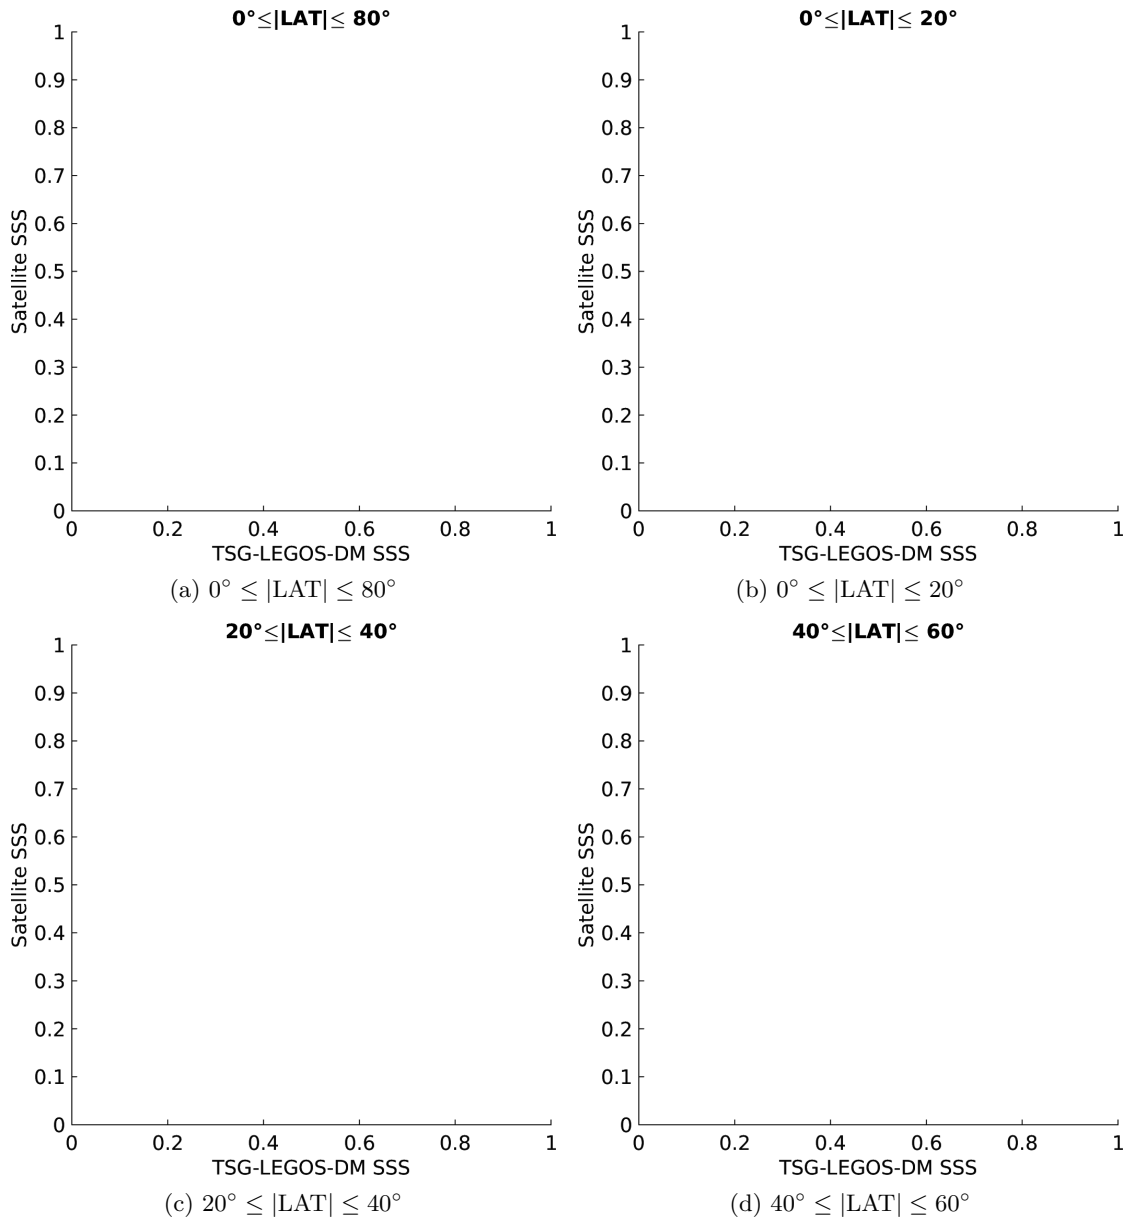 0°≤|LAT|≤ 80°
1
0.9
0.8
0.7
0.6
0.5
0.4
0.3
0.2
0.1
0
Satellite SSS
0 0.2 0.4 0.6 0.8 1
TSG-LEGOS-DM SSS
(a) 0° ≤ |LAT| ≤ 80°
0°≤|LAT|≤ 20°
1
0.9
0.8
0.7
0.6
0.5
0.4
0.3
0.2
0.1
0
Satellite SSS
0 0.2 0.4 0.6 0.8 1
TSG-LEGOS-DM SSS
(b) 0° ≤ |LAT| ≤ 20°
20°≤|LAT|≤ 40°
1
0.9
0.8
0.7
0.6
0.5
0.4
0.3
0.2
0.1
0
Satellite SSS
0 0.2 0.4 0.6 0.8 1
TSG-LEGOS-DM SSS
(c) 20° ≤ |LAT| ≤ 40°
40°≤|LAT|≤ 60°
1
0.9
0.8
0.7
0.6
0.5
0.4
0.3
0.2
0.1
0
Satellite SSS
0 0.2 0.4 0.6 0.8 1
TSG-LEGOS-DM SSS
(d) 40° ≤ |LAT| ≤ 60°